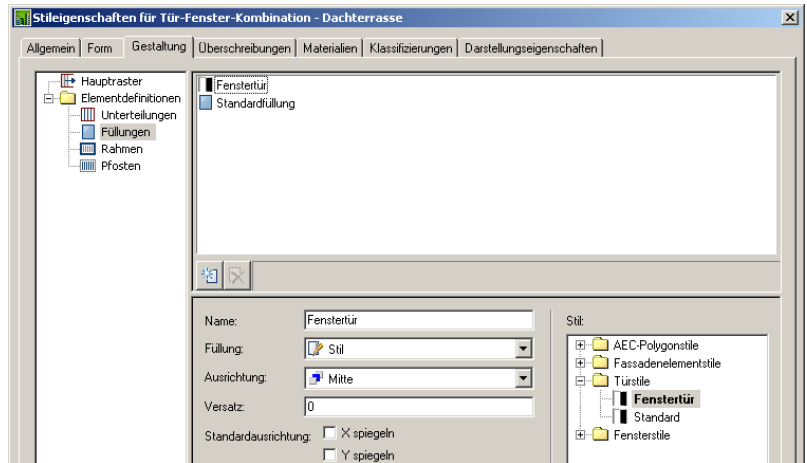 Stileigenschaften für Tür-Fenster-Kombination - Dachterrasse
Allgemein Form Gestaltung Überschreibungen Materialien Klassifizierungen Darstellungseigenschaften
Hauptraster
Elementdefinitionen
Unterteilungen
Füllungen
Rahmen
Pfosten
Fenstertür
Standardfüllung
Name: Fenstertür
Füllung: Stil
Ausrichtung: Mitte
Versatz: 0
Standardausrichtung: X spiegeln
Y spiegeln
Stil:
AEC-Polygonstile
Fassadenelementstile
Türstile
Fenstertür
Standard
Fensterstile